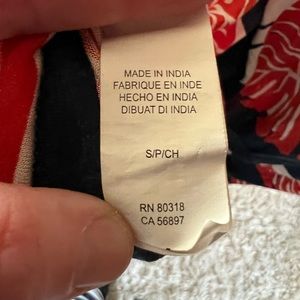 MADE IN INDIA
FABRIQUE EN INDE
HECHO EN INDIA
DIBUAT DI INDIA
S/P/CH
RN 80318
CA 56897